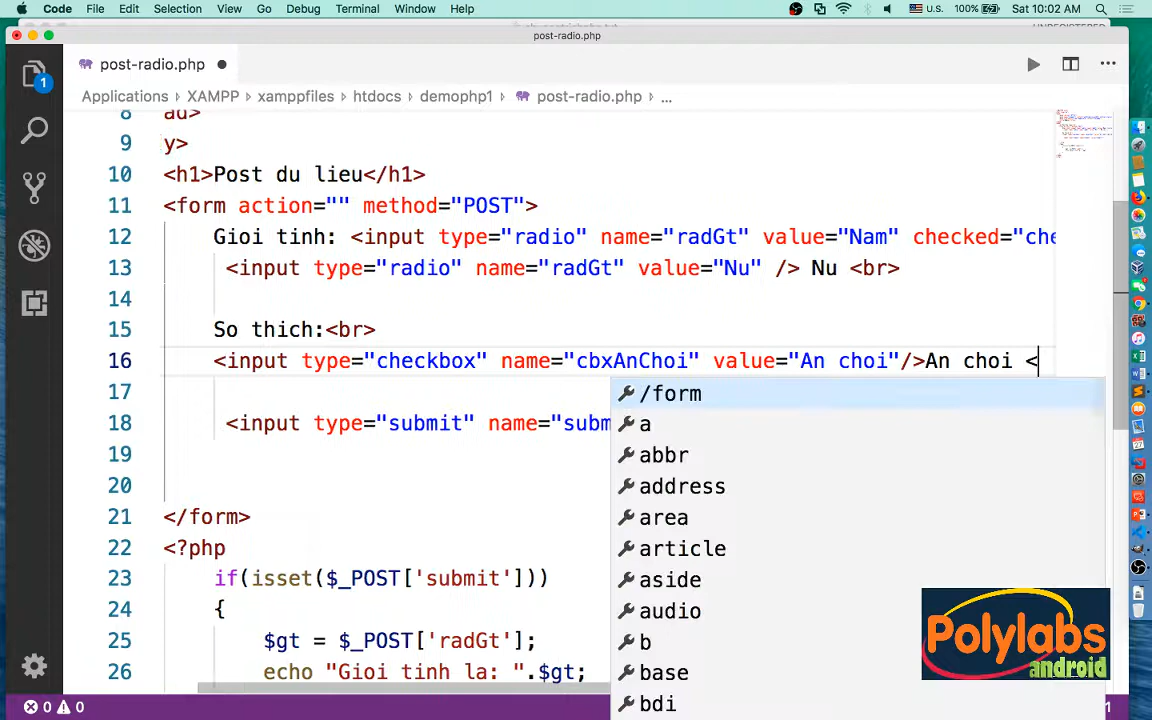 Code File Edit Selection View Go Debug Terminal Window Help U.S. 100% Sat 10:02 AM
post-radio.php
post-radio.php
Applications > XAMPP > xamppfiles > htdocs > demophp1 > post-radio.php > ...
1
8 ad>
9 y>
10 <h1>Post du lieu</h1>
11 <form action="" method="POST">
12 Gioi tinh: <input type="radio" name="radGt" value="Nam" checked="che
13 <input type="radio" name="radGt" value="Nu" /> Nu <br>
14
15 So thich:<br>
16 <input type="checkbox" name="cbxAnChoi" value="An choi"/>An choi <
17 /form
a
18 <input type="submit" name="subm
abbr
19
address
20
area
21 </form>
article
22 <?php
aside
23 if(isset($_POST['submit']))
audio
24 {
b
25 $gt = $_POST['radGt'];
base
26 echo "Gioi tinh la: ".$gt;
bdi
Polylabs
android
0 0